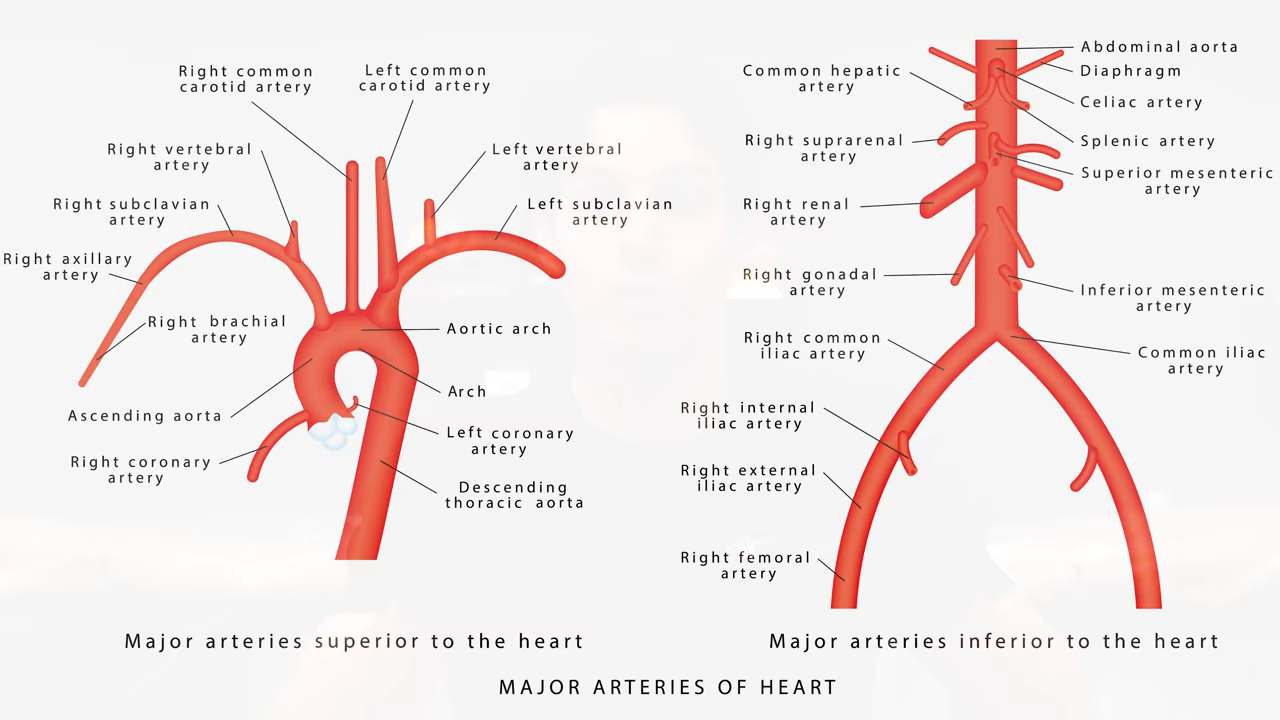 Right common
carotid artery
Left common
carotid artery
Right vertebral
artery
Left vertebral
artery
Right subclavian
artery
Left subclavian
artery
Right axillary
artery
Right brachial
artery
Aortic arch
Arch
Ascending aorta
Left coronary
artery
Right coronary
artery
Descending
thoracic aorta
Major arteries superior to the heart
Abdominal aorta
Common hepatic
artery
Diaphragm
Celiac artery
Right suprarenal
artery
Splenic artery
Superior mesenteric
artery
Right renal
artery
Right gonadal
artery
Inferior mesenteric
artery
Right common
iliac artery
Common iliac
artery
Right internal
iliac artery
Right external
iliac artery
Right femoral
artery
Major arteries inferior to the heart
MAJOR ARTERIES OF HEART